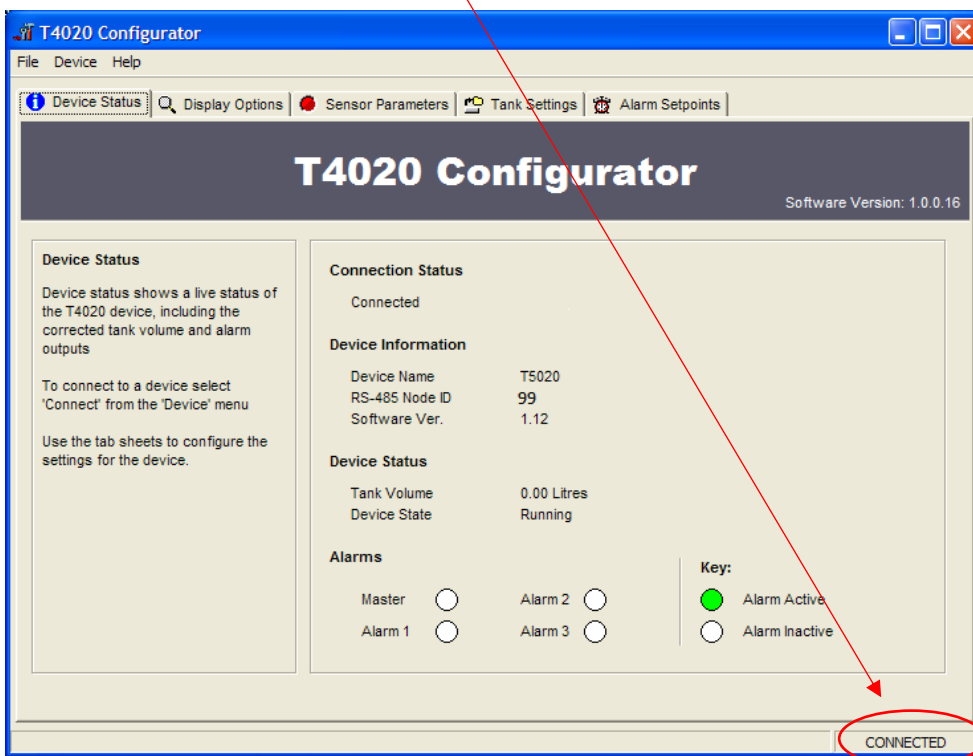 T4020 Configurator
File Device Help
Device Status Display Options Sensor Parameters Tank Settings Alarm Setpoints
T4020 Configurator
Software Version: 1.0.0.16
Device Status
Device status shows a live status of
the T4020 device, including the
corrected tank volume and alarm
outputs
To connect to a device select
'Connect' from the 'Device' menu
Use the tab sheets to configure the
settings for the device.
Connection Status
Connected
Device Information
Device Name T5020
RS-485 Node ID 99
Software Ver. 1.12
Device Status
Tank Volume 0.00 Litres
Device State Running
Alarms
Master Alarm 2
Alarm 1 Alarm 3
Key:
Alarm Active
Alarm Inactive
CONNECTED